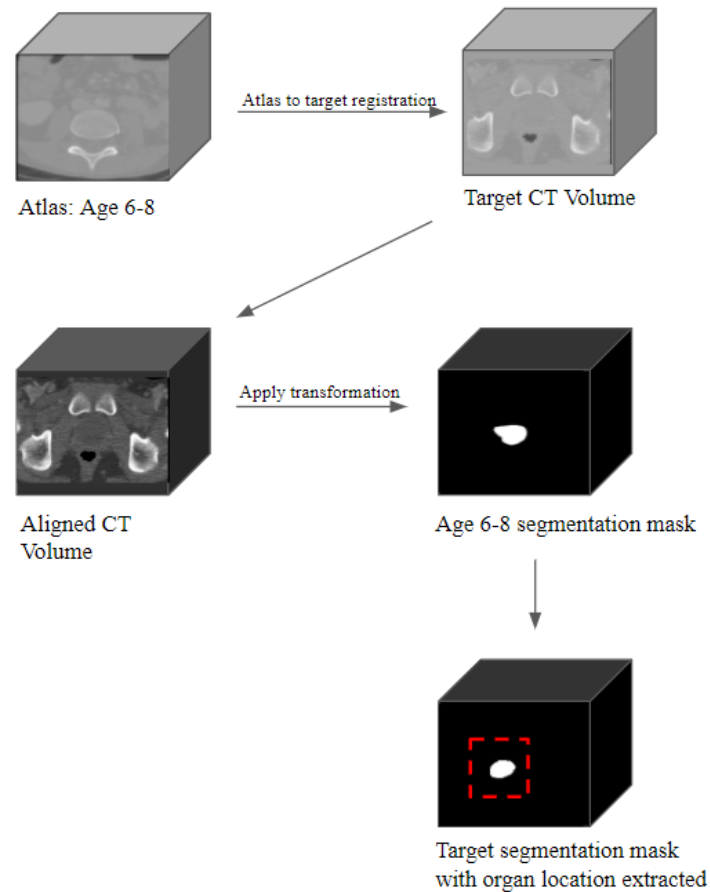 Atlas to target registration
Atlas: Age 6-8
Target CT Volume
Apply transformation
Aligned CT
Volume
Age 6-8 segmentation mask
Target segmentation mask
with organ location extracted